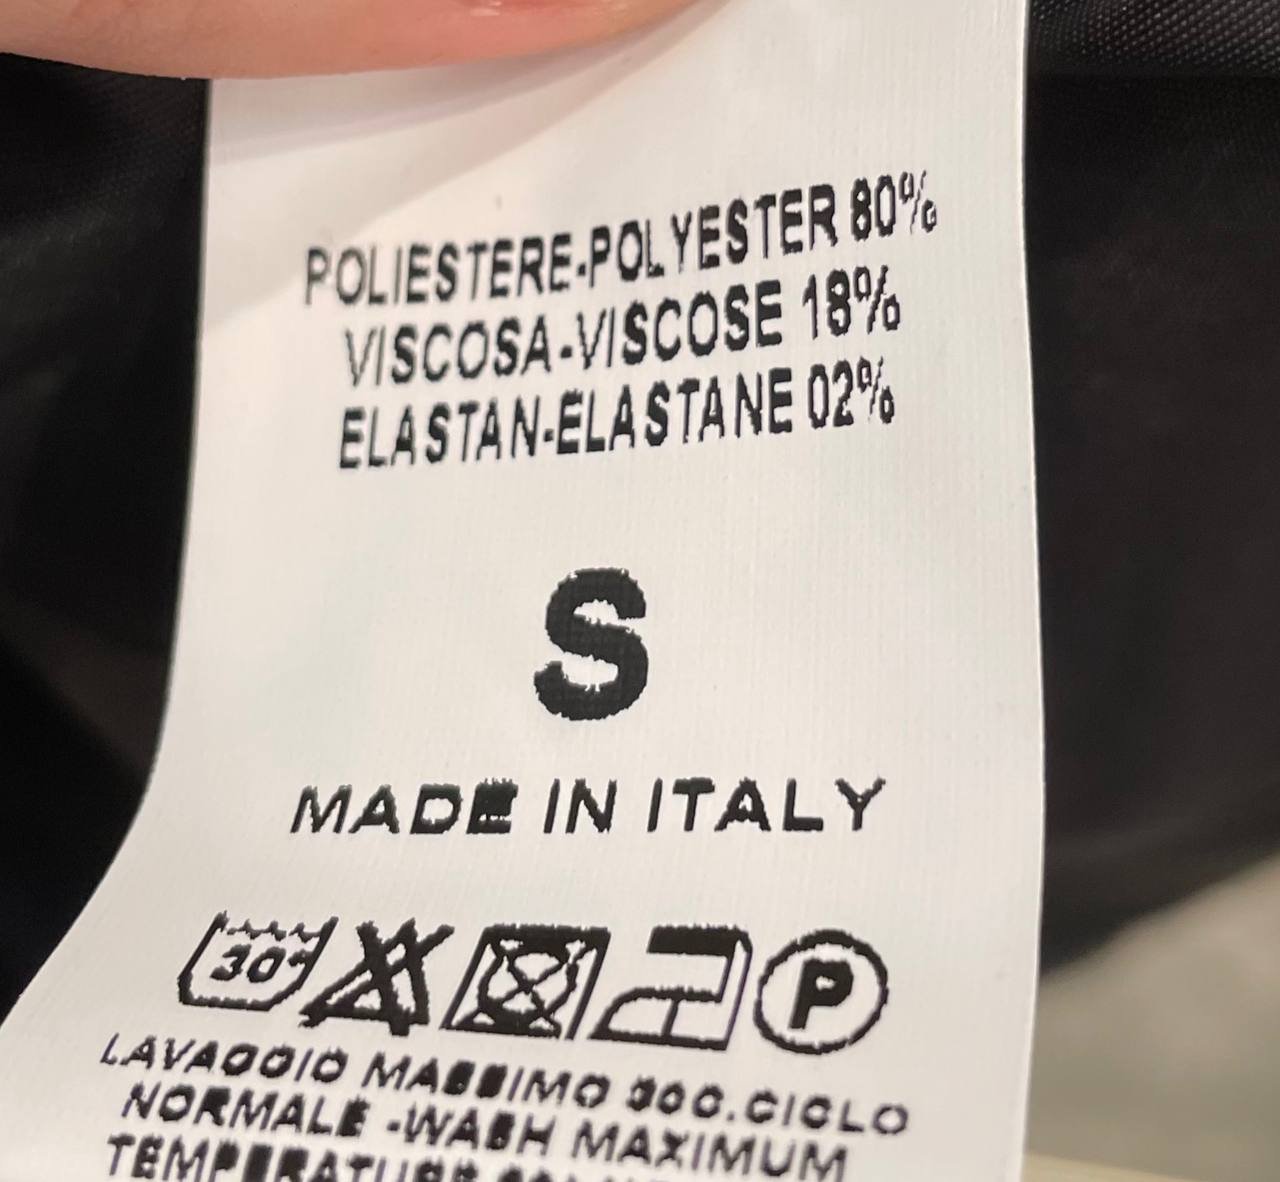 POLIESTERE-POLYESTER 80%
VISCOSA-VISCOSE 18%
ELASTAN-ELASTANE 02%
S
MADE IN ITALY
30°
P
LAVAGGIO MASSIMO 30C.CICLO
NORMALE -WASH MAXIMUM
TEMPERATURE